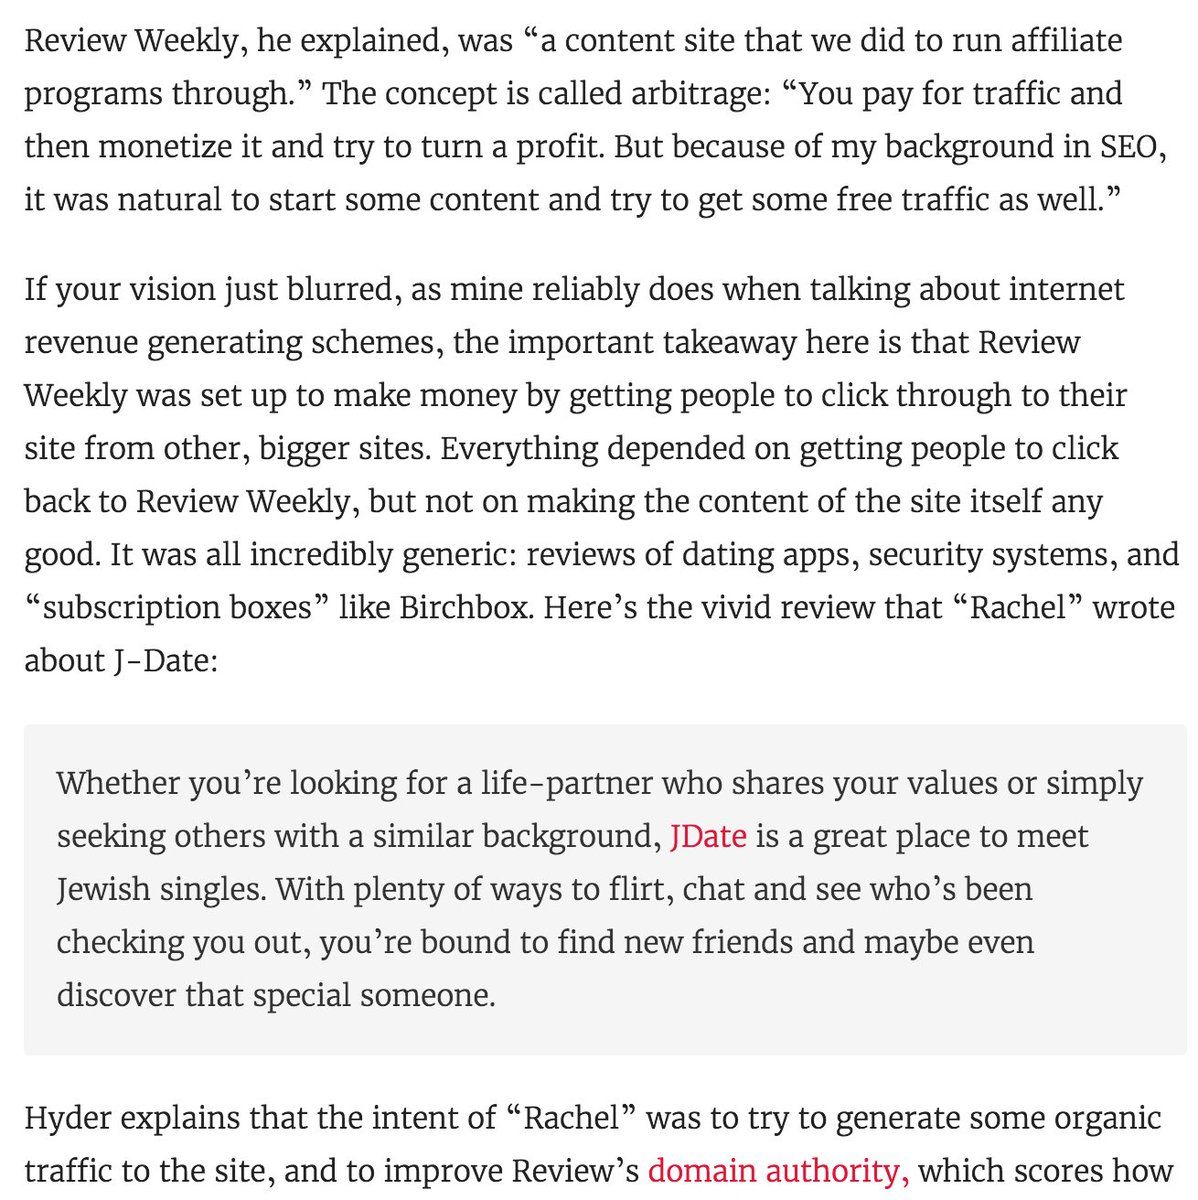 Review Weekly, he explained, was “a content site that we did to run affiliate
programs through.” The concept is called arbitrage: “You pay for traffic and
then monetize it and try to turn a profit. But because of my background in SEO,
it was natural to start some content and try to get some free traffic as well.”
If your vision just blurred, as mine reliably does when talking about internet
revenue generating schemes, the important takeaway here is that Review
Weekly was set up to make money by getting people to click through to their
site from other, bigger sites. Everything depended on getting people to click
back to Review Weekly, but not on making the content of the site itself any
good. It was all incredibly generic: reviews of dating apps, security systems, and
“subscription boxes” like Birchbox. Here’s the vivid review that “Rachel” wrote
about J-Date:
Whether you’re looking for a life-partner who shares your values or simply
seeking others with a similar background, JDate is a great place to meet
Jewish singles. With plenty of ways to flirt, chat and see who’s been
checking you out, you’re bound to find new friends and maybe even
discover that special someone.
Hyder explains that the intent of “Rachel” was to try to generate some organic
traffic to the site, and to improve Review’s domain authority, which scores how